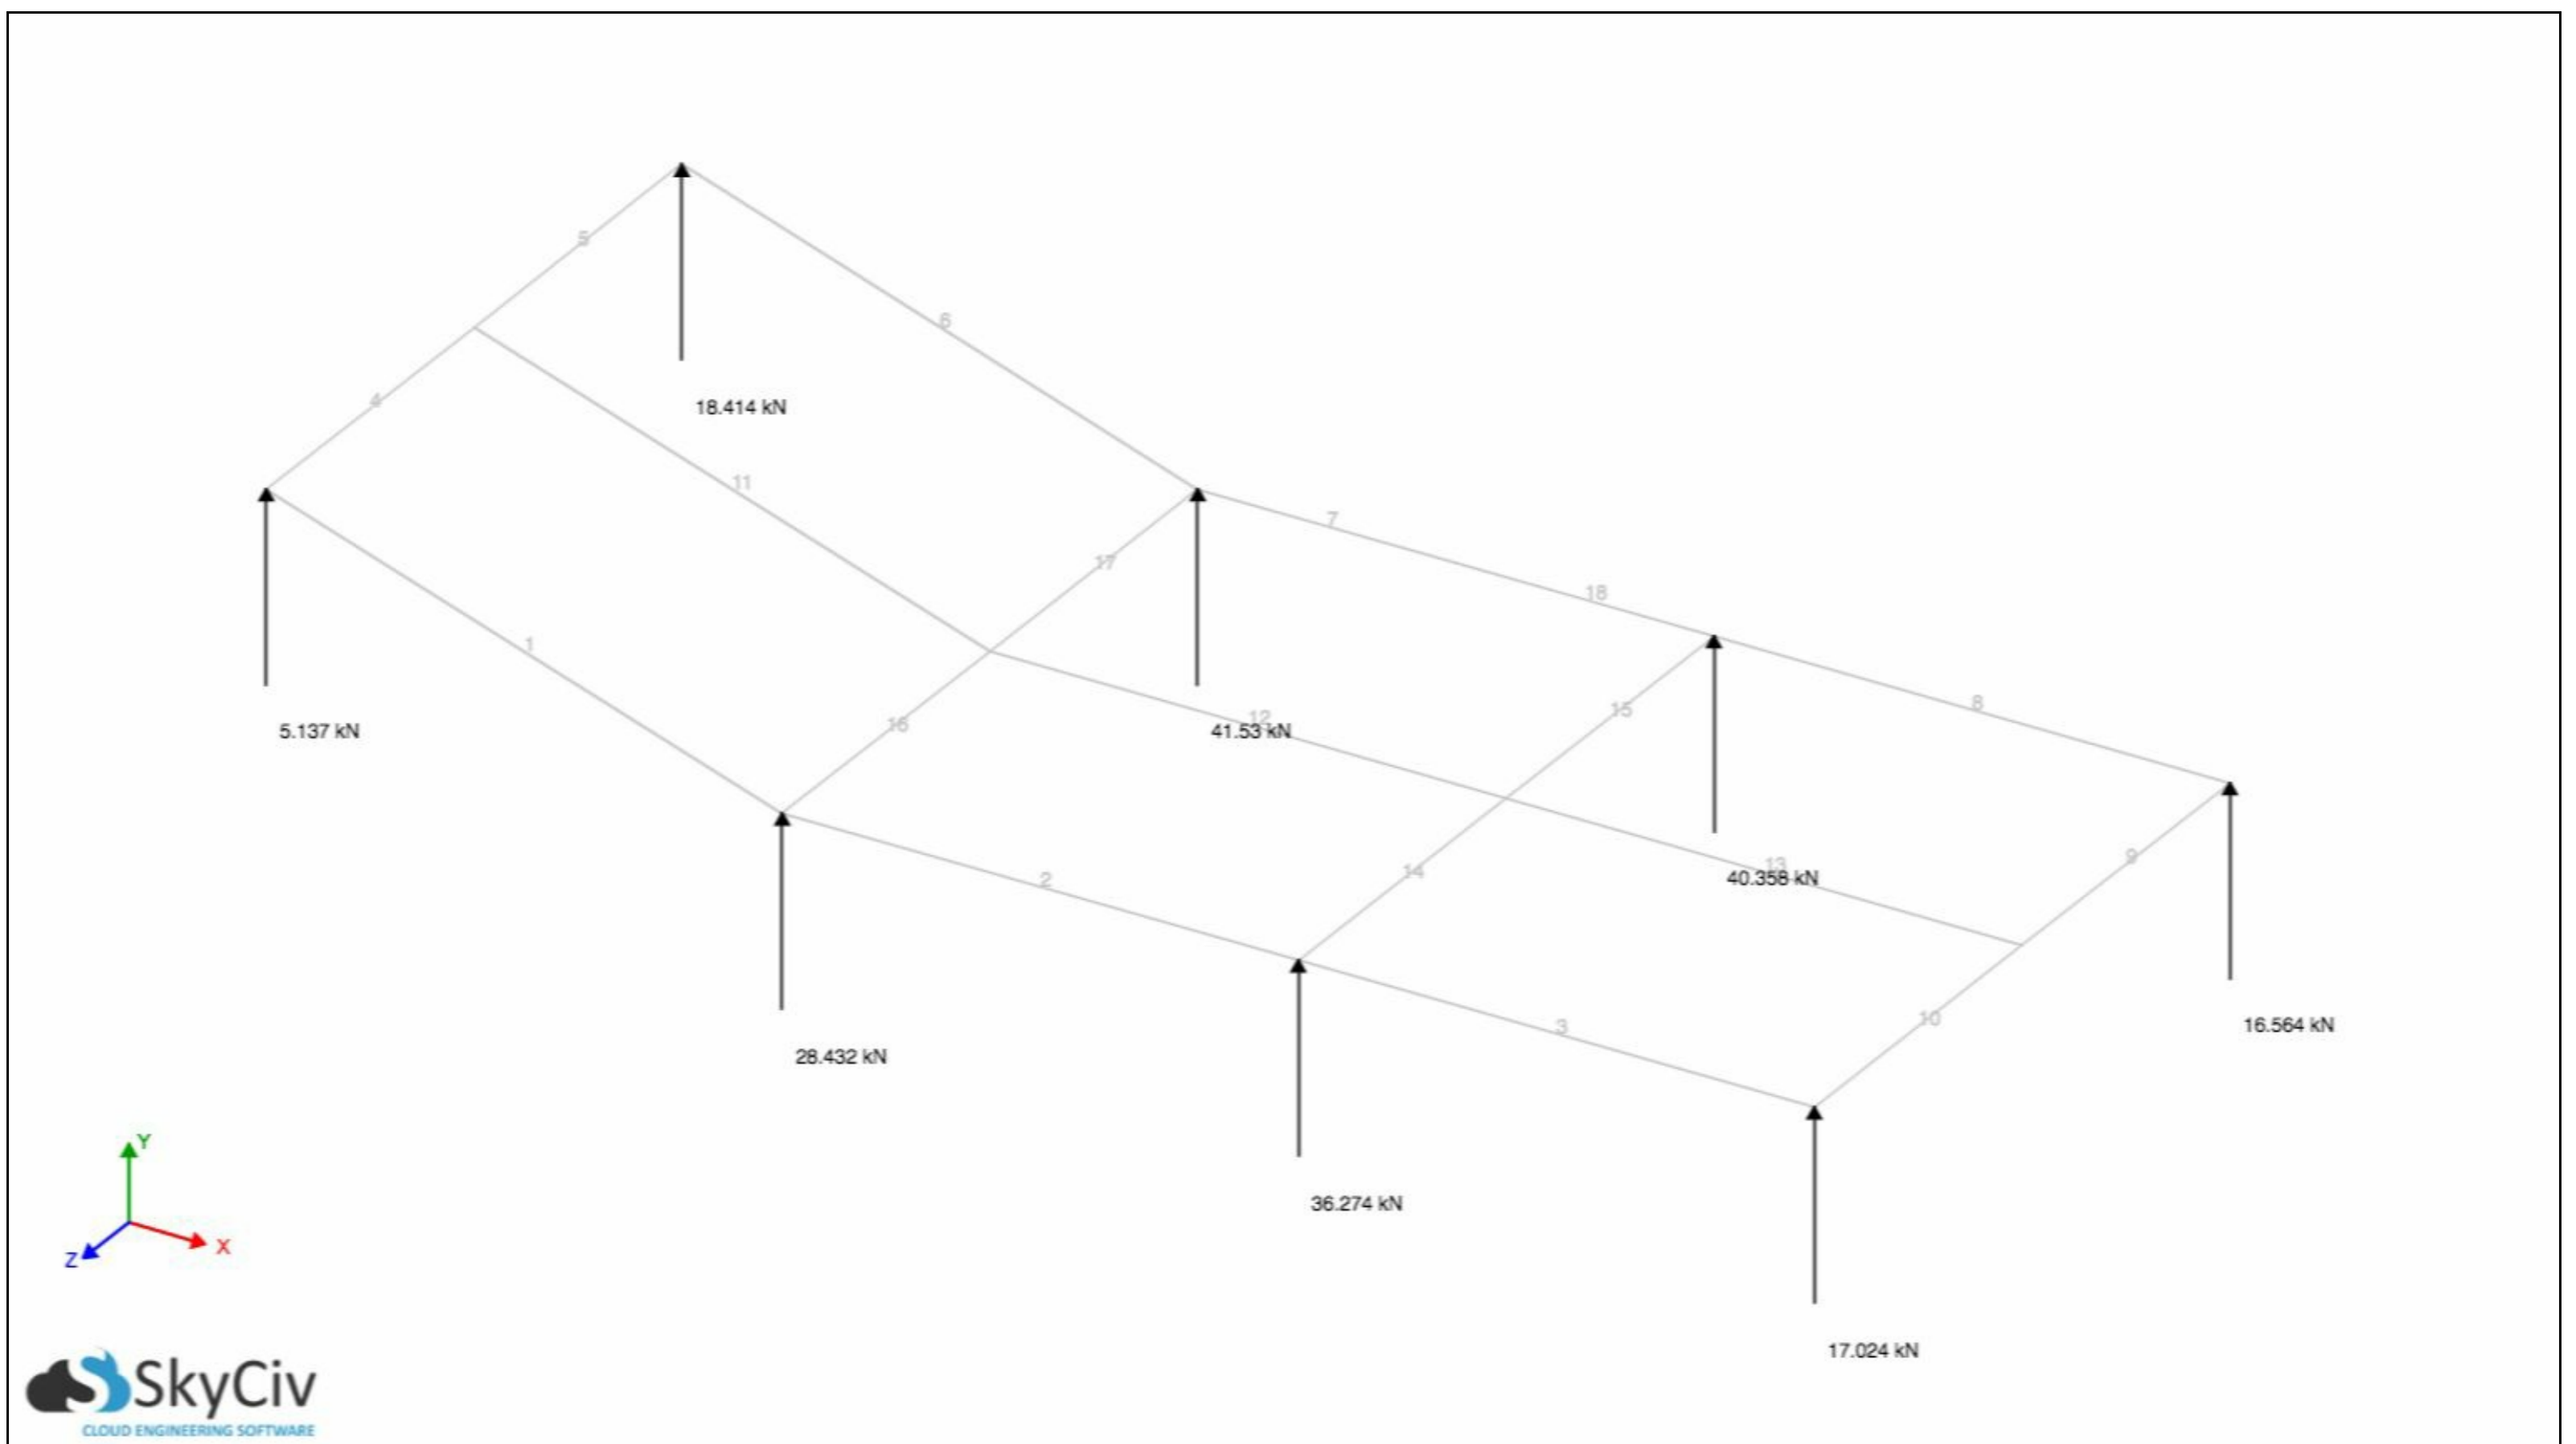 5
6
18.414 kN
4
11
7
17
18
1
15
8
16
12
5.137 kN
41.53 kN
13
9
2
14
40.358 kN
10
3
16.564 kN
28.432 kN
36.274 kN
Y
X
Z
17.024 kN
SkyCiv
CLOUD ENGINEERING SOFTWARE